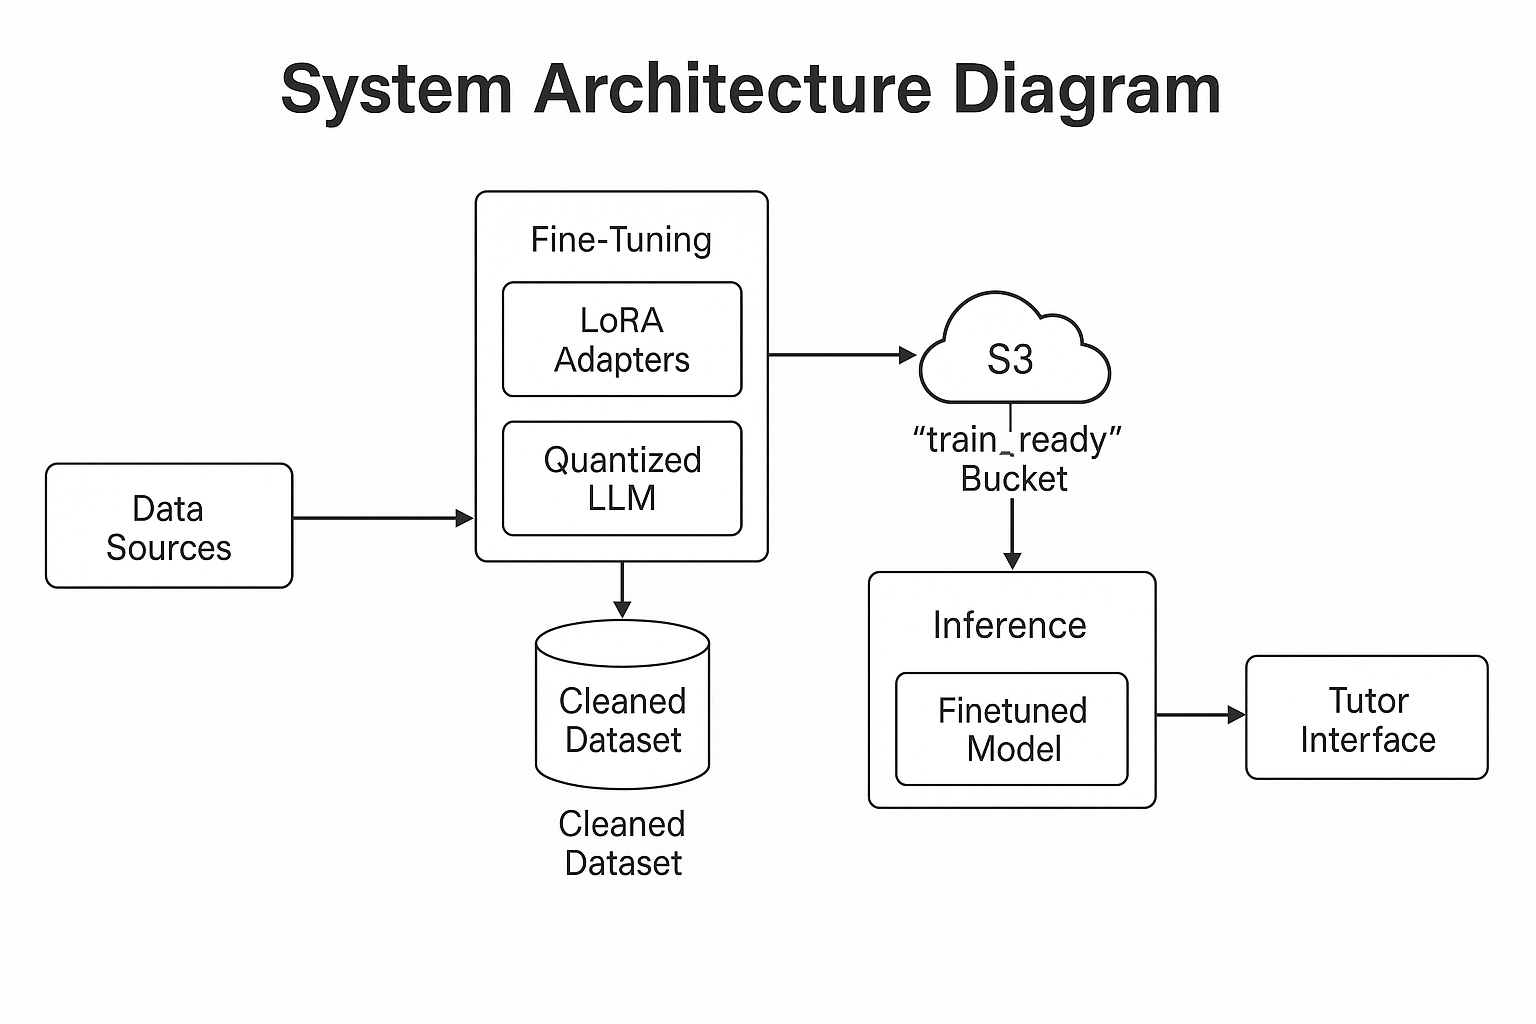 System Architecture Diagram
Fine-Tuning
LoRA
Adapters
Quantized
LLM
Data
Sources
S3
“train_ready”
Bucket
Cleaned
Dataset
Cleaned
Dataset
Inference
Finetuned
Model
Tutor
Interface